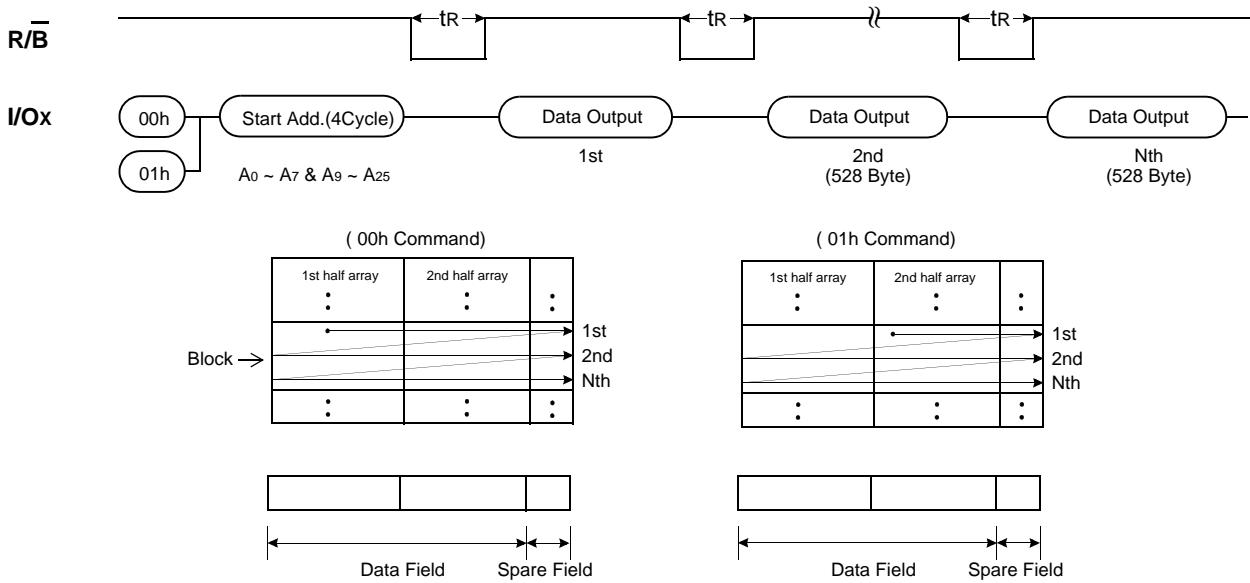 tR tR tR
R/B
I/Ox 00h Start Add.(4Cycle) Data Output Data Output Data Output
01h A0 ~ A7 & A9 ~ A25 1st 2nd Nth
(528 Byte) (528 Byte)
( 00h Command) ( 01h Command)
1st half array 2nd half array 1st half array 2nd half array
1st 1st
Block 2nd 2nd
Nth Nth
Data Field Spare Field Data Field Spare Field